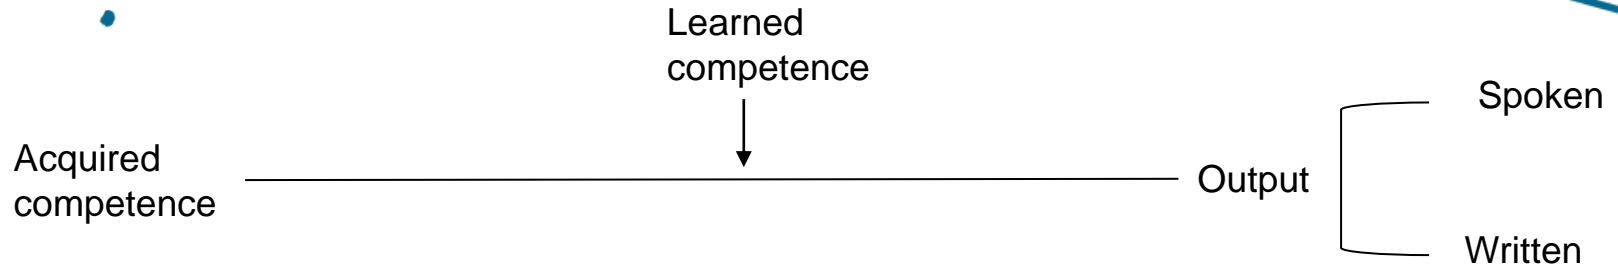 Learned
competence
Spoken
Acquired
competence
Output
Written